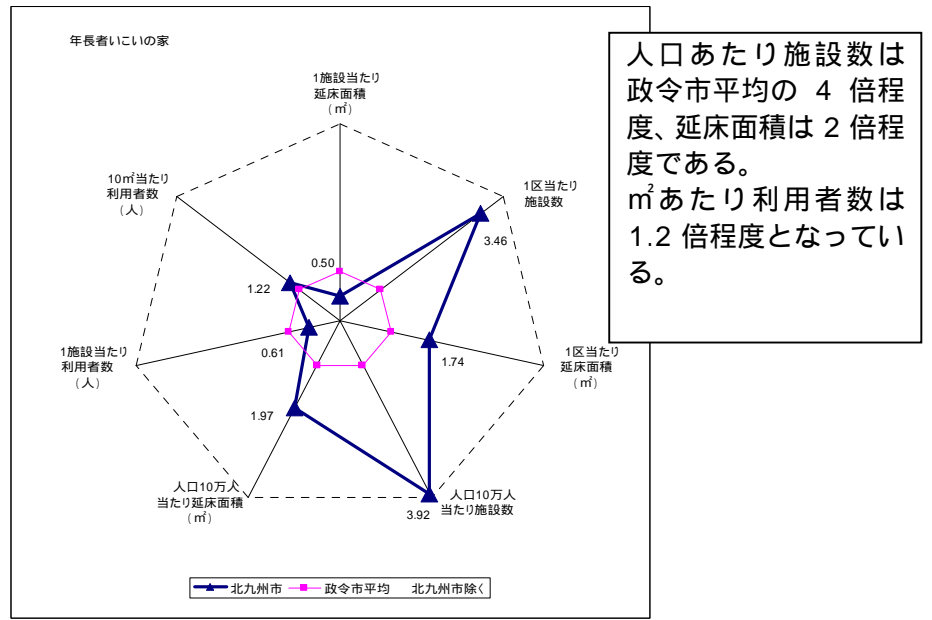 年長者いこいの家
1施設当たり
延床面積
(㎡)
1区当たり
施設数
3.46
1区当たり
延床面積
(㎡)
1.74
人口10万人
当たり施設数
3.92
人口10万人
当たり延床面積
(㎡)
1.97
1施設当たり
利用者数
(人)
0.61
10㎡当たり
利用者数
(人)
1.22
0.50
北九州市 政令市平均 北九州市除く
人口あたり施設数は
政令市平均の 4 倍程
度、延床面積は 2 倍程
度である。
㎡あたり利用者数は
1.2 倍程度となってい
る。